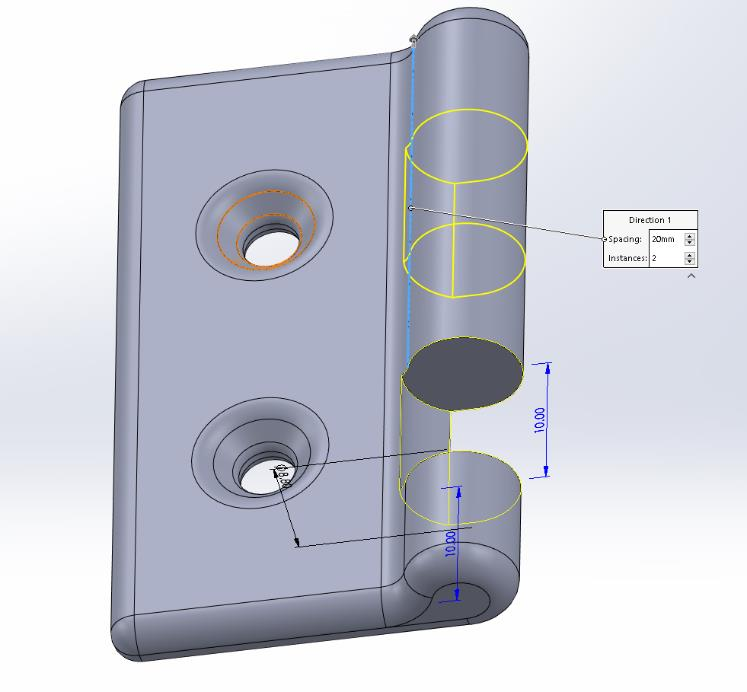 Direction 1
Spacing: 20mm
Instances: 2
10.00
10.00